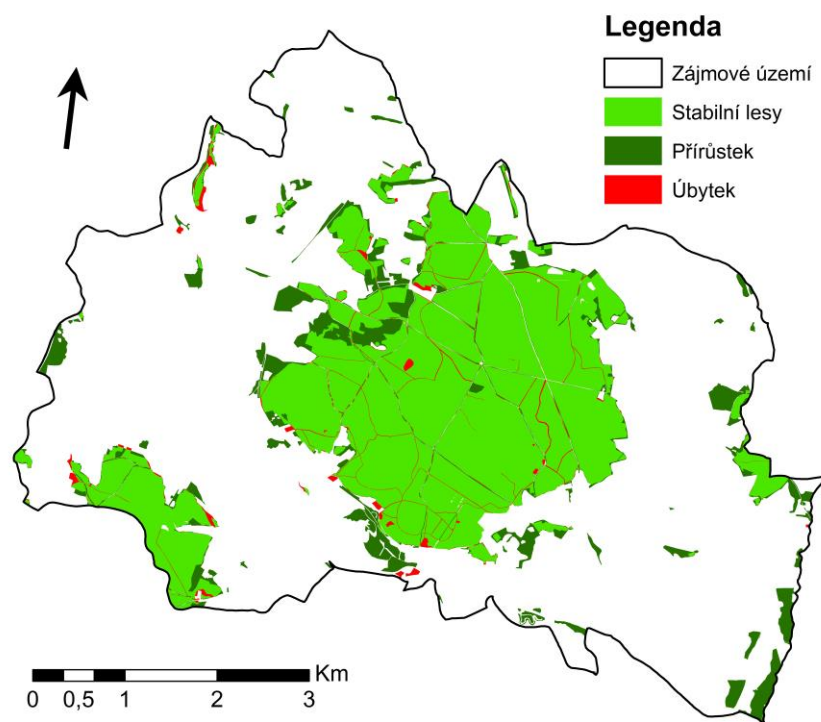 Legenda
Zájmové území
Stabilní lesy
Přírůstek
Úbytek
Km
0 0,5 1 2 3